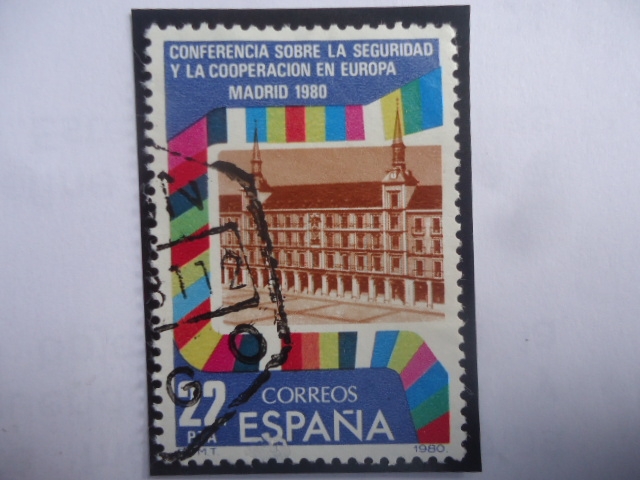 CONFERENCIA SOBRE LA SEGURIDAD
Y LA COOPERACION EN EUROPA
MADRID 1980
22
PTA
CORREOS
ESPAÑA
M.T
1980